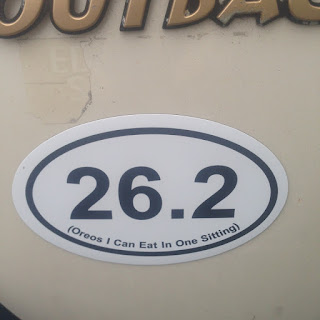 OUTBAC
26.2
(Oreos I Can Eat In One Sitting)